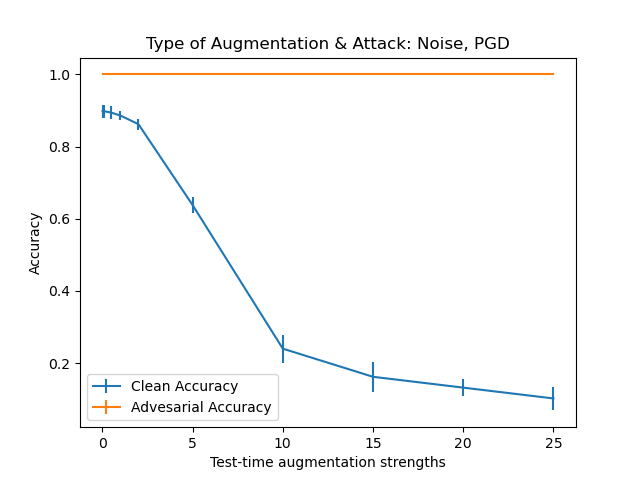 Type of Augmentation & Attack: Noise, PGD
1.0
0.8
0.6
0.4
0.2
Accuracy
Clean Accuracy
Advesarial Accuracy
0 5 10 15 20 25
Test-time augmentation strengths